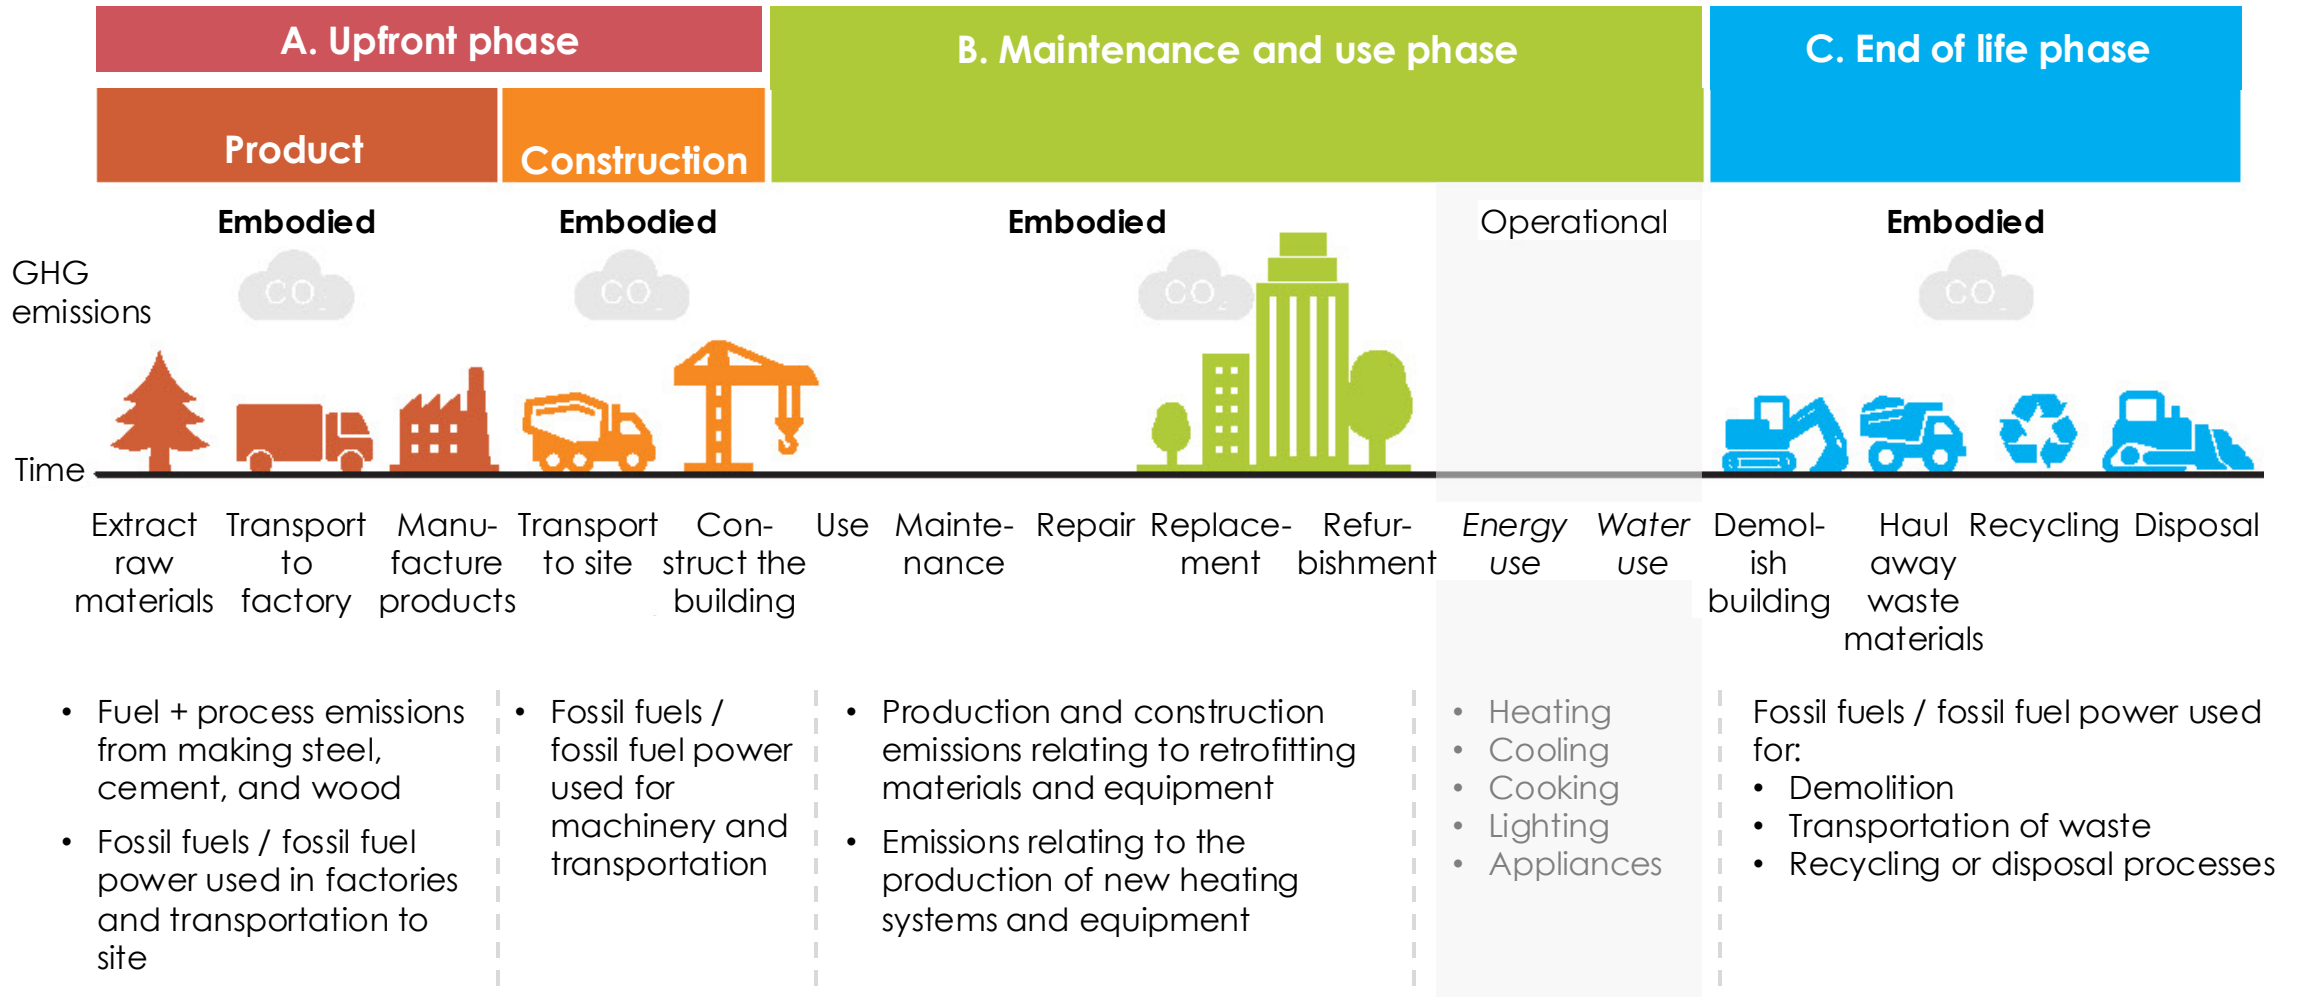 A. Upfront phase
B. Maintenance and use phase
C. End of life phase
Product
Construction
Embodied
Embodied
Embodied
Operational
Embodied
GHG
emissions
CO2
CO2
CO2
CO2
Time
Extract
raw
materials
Transport
to
factory
Manu-
facture
products
Transport
to site
Con-
struct the
building
Use
Mainte-
nance
Repair
Replace-
ment
Refur-
bishment
Energy
use
Water
use
Demol-
ish
building
Haul
away
waste
materials
Recycling
Disposal
• Fuel + process emissions
from making steel,
cement, and wood
• Fossil fuels / fossil fuel
power used in factories
and transportation to
site
• Fossil fuels /
fossil fuel power
used for
machinery and
transportation
• Production and construction
emissions relating to retrofitting
materials and equipment
• Emissions relating to the
production of new heating
systems and equipment
• Heating
• Cooling
• Cooking
• Lighting
• Appliances
Fossil fuels / fossil fuel power used
for:
• Demolition
• Transportation of waste
• Recycling or disposal processes